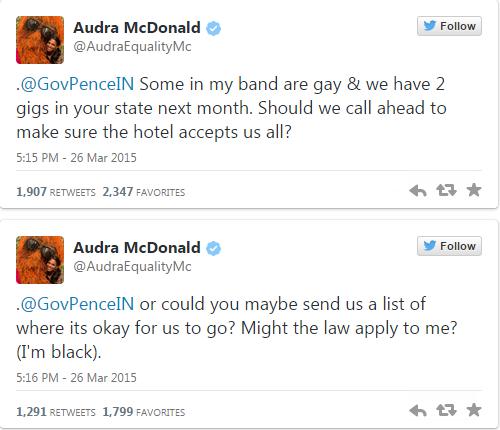 Audra McDonald
Follow
@AudraEqualityMc
.@GovPenceIN Some in my band are gay & we have 2
gigs in your state next month. Should we call ahead to
make sure the hotel accepts us all?
5:15 PM - 26 Mar 2015
1,907 RETWEETS 2,347 FAVORITES
Audra McDonald
Follow
@AudraEqualityMc
.@GovPenceIN or could you maybe send us a list of
where its okay for us to go? Might the law apply to me?
(I'm black).
5:16 PM - 26 Mar 2015
1,291 RETWEETS 1,799 FAVORITES